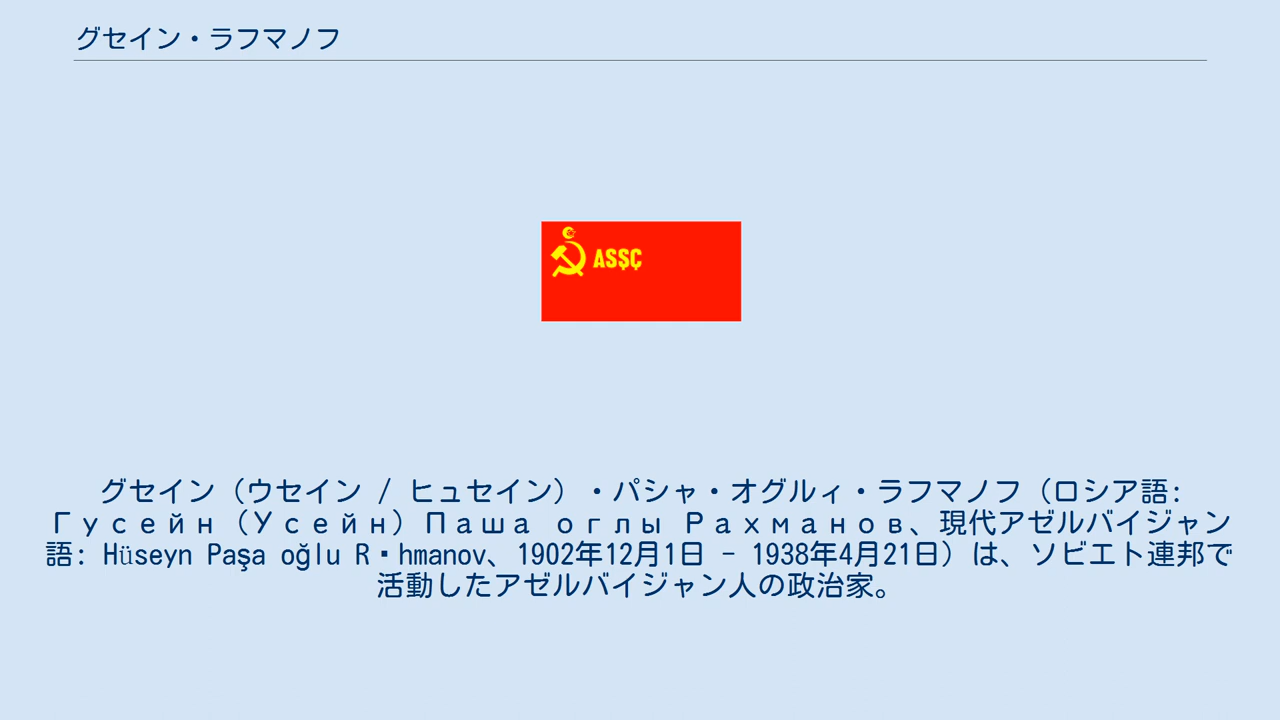 グセイン・ラフマノフ
ASŞÇ
グセイン（ウセイン / ヒュセイン）・パシャ・オグルィ・ラフマノフ（ロシア語:
Гусейн（Усейн）Паша оглы Рахманов、現代アゼルバイジャン
語: Hüseyn Paşa oğlu R·hmanov、1902年12月1日 - 1938年4月21日）は、ソビエト連邦で
活動したアゼルバイジャン人の政治家。